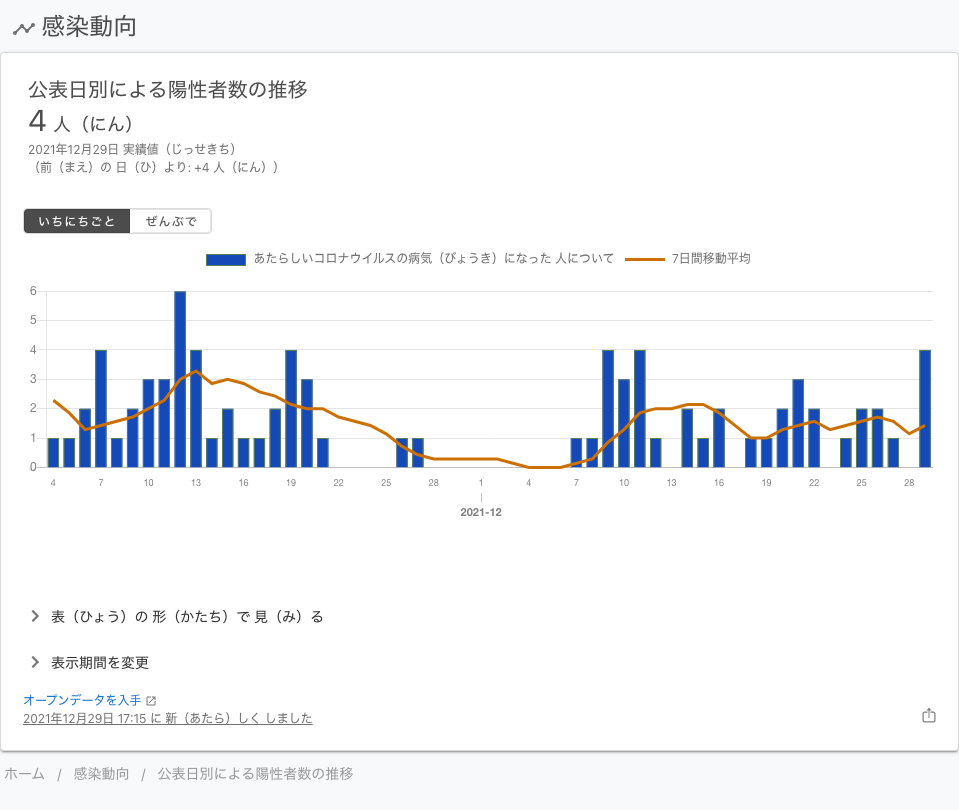 感染動向
公表日別による陽性者数の推移
4 人（にん）
2021年12月29日 実績値（じっせきち）
（前（まえ）の 日（ひ）より: +4 人（にん））
いちにちごと ぜんぶで
あたらしいコロナウイルスの病気（びょうき）になった 人について 7日間移動平均
6
5
4
3
2
1
0
4 7 10 13 16 19 22 25 28 1 4 7 10 13 16 19 22 25 28
2021-12
表（ひょう）の 形（かたち）で 見（み）る
表示期間を変更
オープンデータを入手
2021年12月29日 17:15 に 新（あたら）しく しました
ホーム / 感染動向 / 公表日別による陽性者数の推移